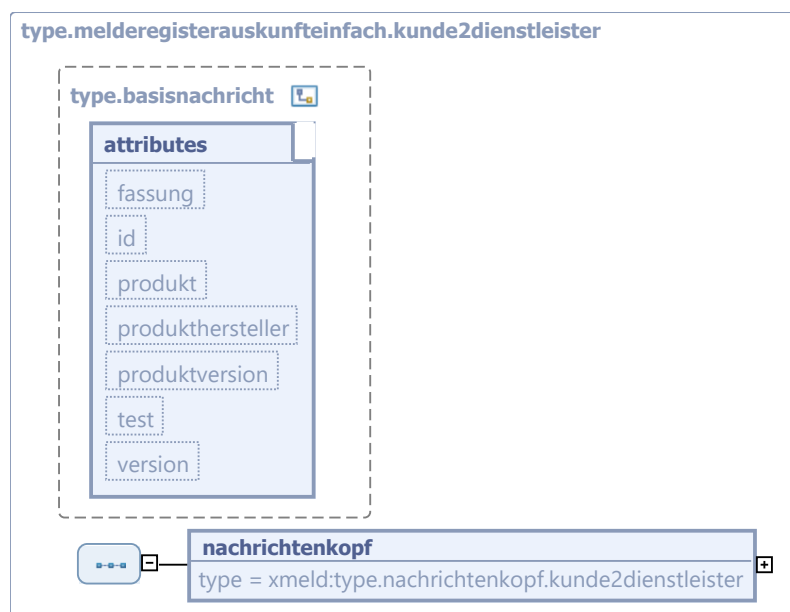 type.melderegisterauskunfteinfach.kunde2dienstleister
type.basisnachricht
attributes
fassung
id
produkt
produkthersteller
produktversion
test
version
nachrichtenkopf
type = xmeld:type.nachrichtenkopf.kunde2dienstleister